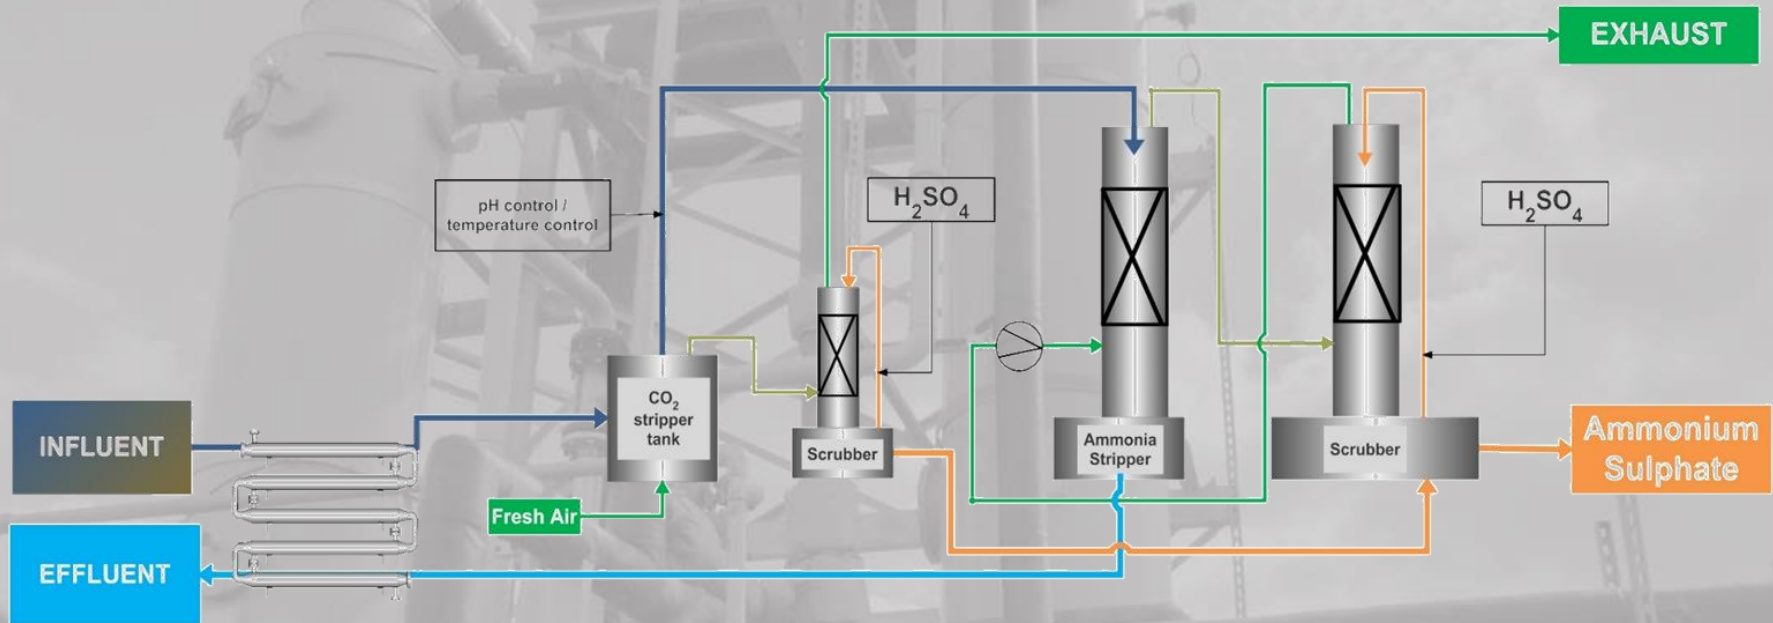 EXHAUST
pH control /
temperature control
H₂SO₄
H₂SO₄
CO₂
stripper
tank
INFLUENT
Scrubber
Ammonia
Stripper
Scrubber
Ammonium
Sulphate
Fresh Air
EFFLUENT